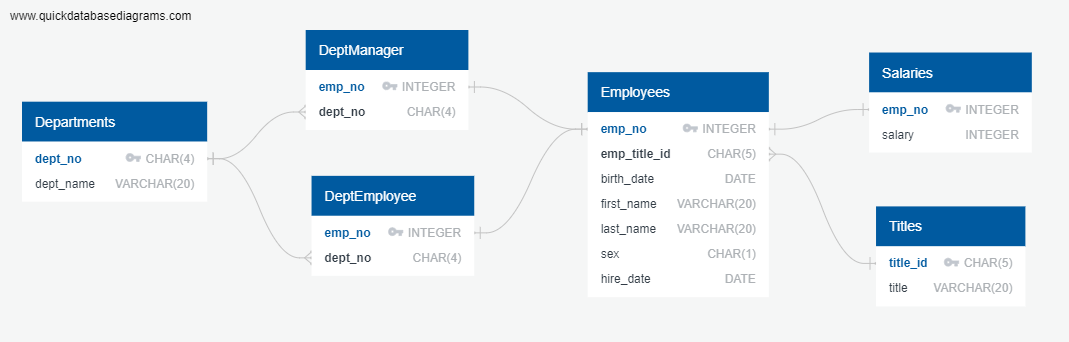 www.quickdatabasediagrams.com
Departments
dept_no CHAR(4)
dept_name VARCHAR(20)
DeptManager
emp_no INTEGER
dept_no CHAR(4)
DeptEmployee
emp_no INTEGER
dept_no CHAR(4)
Employees
emp_no INTEGER
emp_title_id CHAR(5)
birth_date DATE
first_name VARCHAR(20)
last_name VARCHAR(20)
sex CHAR(1)
hire_date DATE
Salaries
emp_no INTEGER
salary INTEGER
Titles
title_id CHAR(5)
title VARCHAR(20)